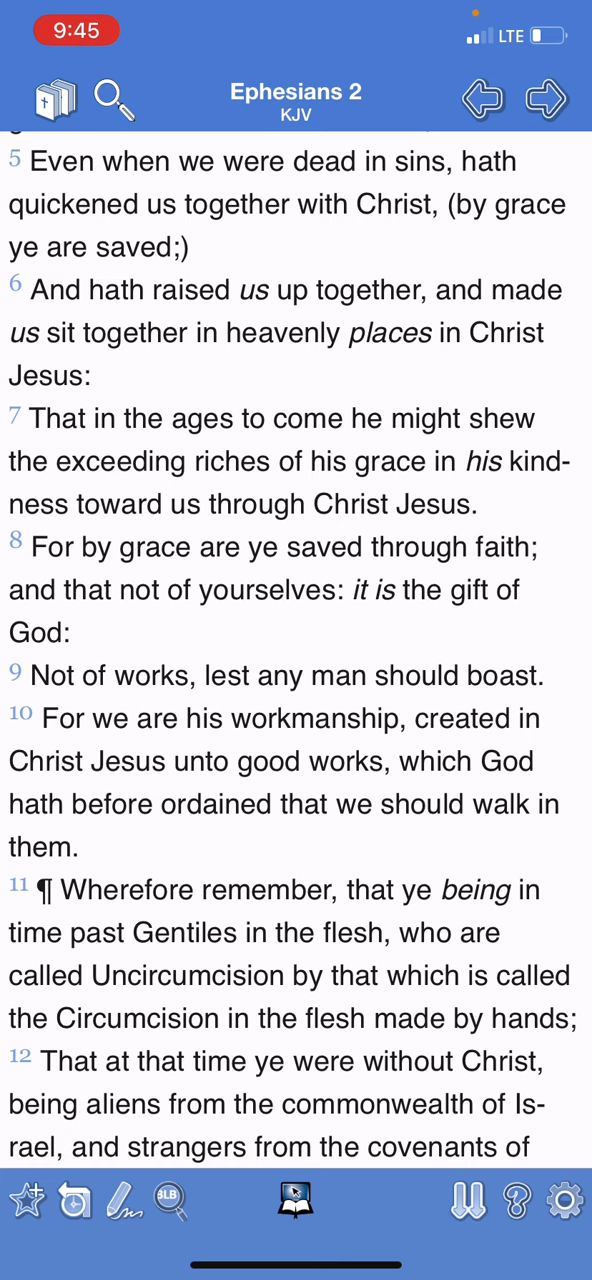 9:45
LTE
Ephesians 2
KJV
5 Even when we were dead in sins, hath
quickened us together with Christ, (by grace
ye are saved;)
6 And hath raised us up together, and made
us sit together in heavenly places in Christ
Jesus:
7 That in the ages to come he might shew
the exceeding riches of his grace in his kind-
ness toward us through Christ Jesus.
8 For by grace are ye saved through faith;
and that not of yourselves: it is the gift of
God:
9 Not of works, lest any man should boast.
10 For we are his workmanship, created in
Christ Jesus unto good works, which God
hath before ordained that we should walk in
them.
11 ¶ Wherefore remember, that ye being in
time past Gentiles in the flesh, who are
called Uncircumcision by that which is called
the Circumcision in the flesh made by hands;
12 That at that time ye were without Christ,
being aliens from the commonwealth of Is-
rael, and strangers from the covenants of
BLB